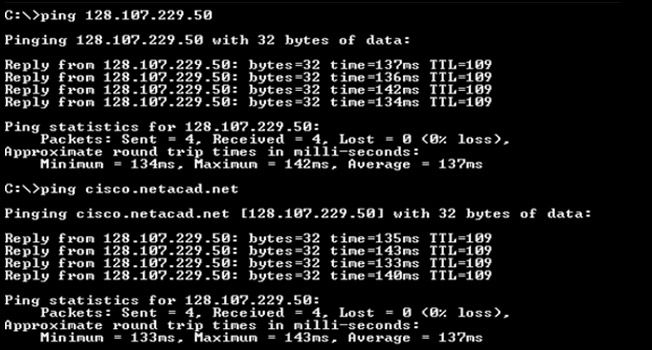 C:\>ping 128.107.229.50
Pinging 128.107.229.50 with 32 bytes of data:
Reply from 128.107.229.50: bytes=32 time=137ms TTL=109
Reply from 128.107.229.50: bytes=32 time=136ms TTL=109
Reply from 128.107.229.50: bytes=32 time=142ms TTL=109
Reply from 128.107.229.50: bytes=32 time=134ms TTL=109
Ping statistics for 128.107.229.50:
    Packets: Sent = 4, Received = 4, Lost = 0 (0% loss),
Approximate round trip times in milli-seconds:
    Minimum = 134ms, Maximum = 142ms, Average = 137ms
C:\>ping cisco.netacad.net
Pinging cisco.netacad.net [128.107.229.50] with 32 bytes of data:
Reply from 128.107.229.50: bytes=32 time=135ms TTL=109
Reply from 128.107.229.50: bytes=32 time=143ms TTL=109
Reply from 128.107.229.50: bytes=32 time=133ms TTL=109
Reply from 128.107.229.50: bytes=32 time=140ms TTL=109
Ping statistics for 128.107.229.50:
    Packets: Sent = 4, Received = 4, Lost = 0 (0% loss),
Approximate round trip times in milli-seconds:
    Minimum = 133ms, Maximum = 143ms, Average = 137ms